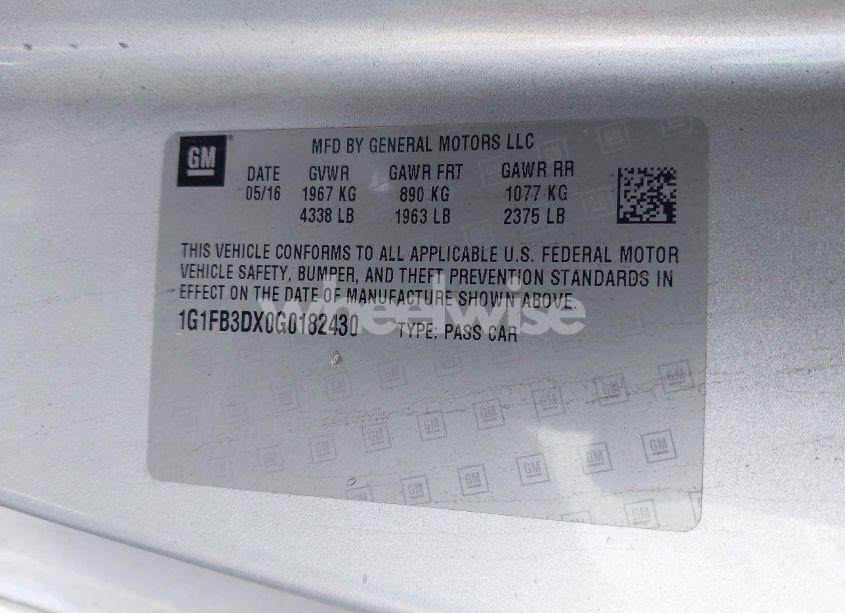 GM
MFD BY GENERAL MOTORS LLC
DATE GVWR GAWR FRT GAWR RR
05/16 1967 KG 890 KG 1077 KG
4338 LB 1963 LB 2375 LB
THIS VEHICLE CONFORMS TO ALL APPLICABLE U.S. FEDERAL MOTOR
VEHICLE SAFETY, BUMPER, AND THEFT PREVENTION STANDARDS IN
EFFECT ON THE DATE OF MANUFACTURE SHOWN ABOVE.
wheelwise
1G1FB3DX0G0182430 TYPE: PASS CAR